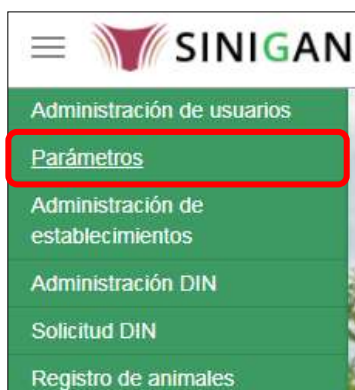 SINIGAN
Administración de usuarios
Parámetros
Administración de
establecimientos
Administración DIN
Solicitud DIN
Registro de animales